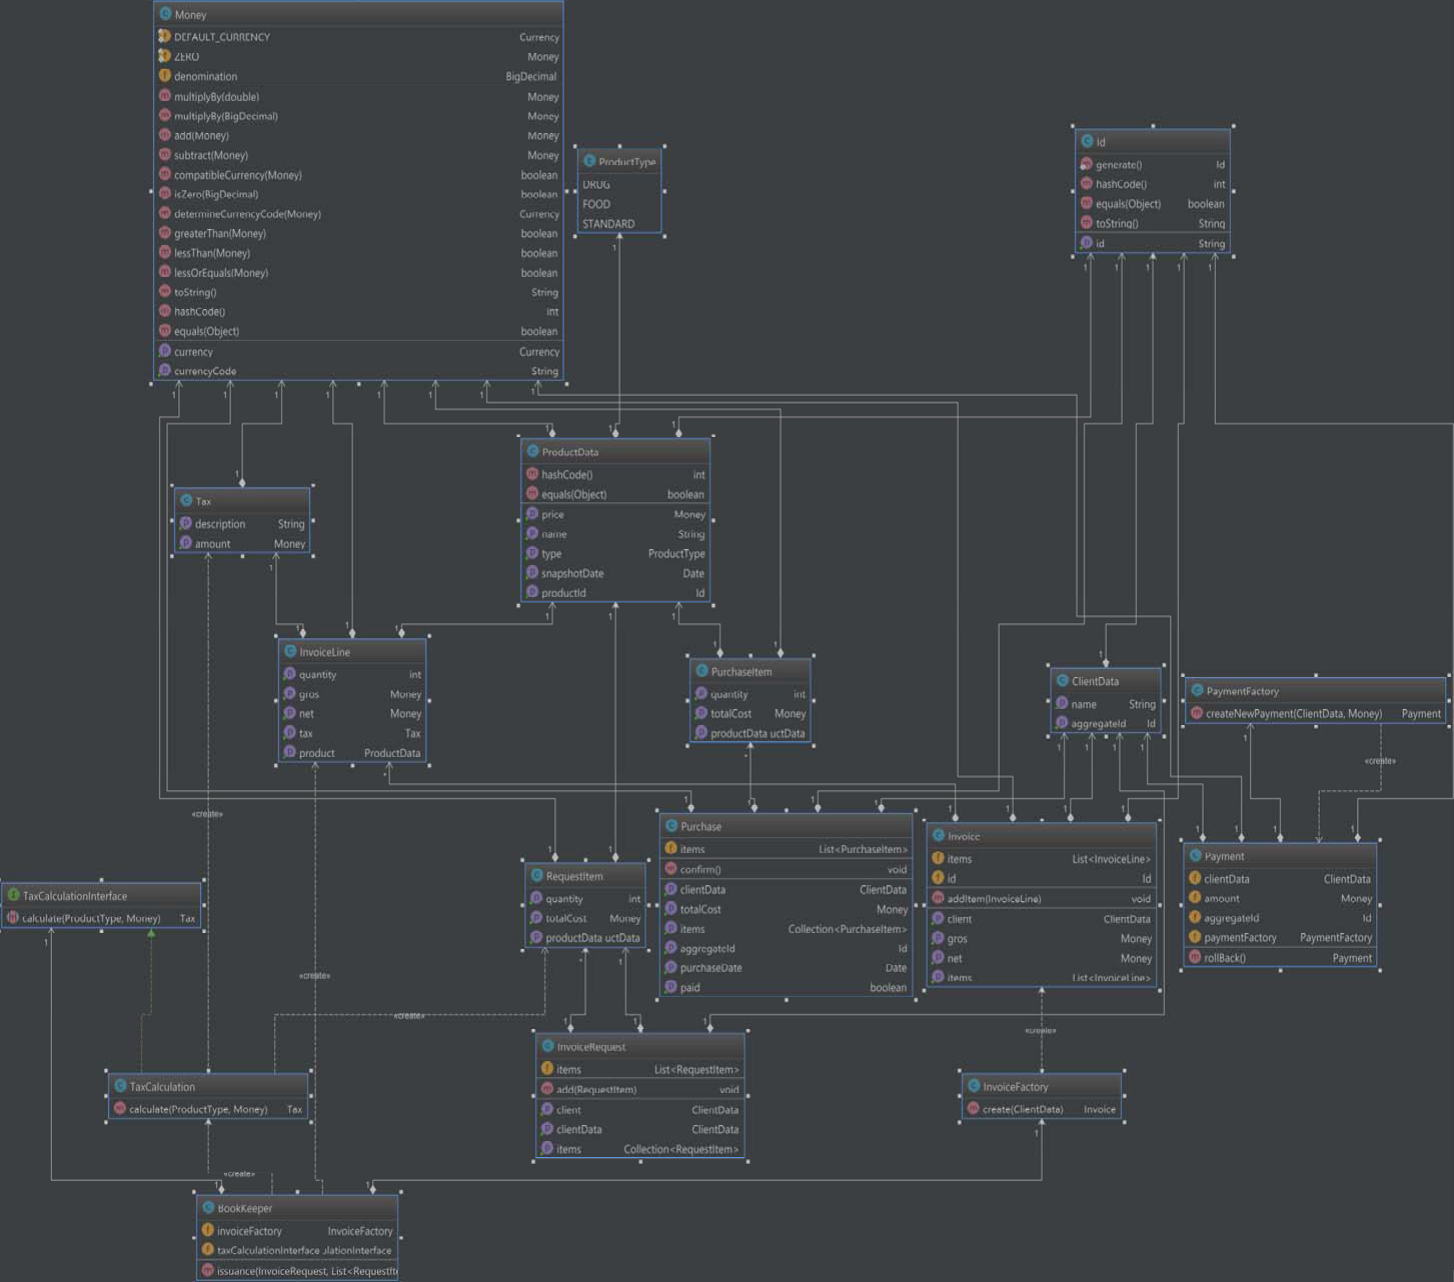 Money
DEFAULT_CURRENCY Currency
ZERO Money
denomination BigDecimal
multiplyBy(double) Money
multiplyBy(BigDecimal) Money
add(Money) Money
subtract(Money) Money
compatibleCurrency(Money) boolean
isZero(BigDecimal) boolean
determineCurrencyCode(Money) Currency
greaterThan(Money) boolean
lessThan(Money) boolean
lessOrEquals(Money) boolean
toString() String
hashCode() int
equals(Object) boolean
currency Currency
currencyCode String
ProductType
DRUG
FOOD
STANDARD
Id
generate() Id
hashCode() int
equals(Object) boolean
toString() String
id String
ProductData
hashCode() int
equals(Object) boolean
price Money
name String
type ProductType
snapshotDate Date
productId Id
Tax
description String
amount Money
InvoiceLine
quantity int
gros Money
net Money
tax Tax
product ProductData
PurchaseItem
quantity int
totalCost Money
productData uctData
ClientData
name String
aggregateId Id
PaymentFactory
createNewPayment(ClientData, Money) Payment
«create»
«create»
Purchase
items List<PurchaseItem>
confirm() void
clientData ClientData
totalCost Money
items Collection<PurchaseItem>
aggregateId Id
purchaseDate Date
paid boolean
Invoice
items List<InvoiceLine>
id Id
addItem(InvoiceLine) void
client ClientData
gros Money
net Money
items List<InvoiceLine>
Payment
clientData ClientData
amount Money
aggregateId Id
paymentFactory PaymentFactory
rollBack() Payment
RequestItem
quantity int
totalCost Money
productData uctData
TaxCalculationInterface
calculate(ProductType, Money) Tax
«create»
«create»
«create»
InvoiceRequest
items List<RequestItem>
add(RequestItem) void
client ClientData
clientData ClientData
items Collection<RequestItem>
TaxCalculation
calculate(ProductType, Money) Tax
InvoiceFactory
create(ClientData) Invoice
«create»
BookKeeper
invoiceFactory InvoiceFactory
taxCalculationInterface ulationInterface
issuance(InvoiceRequest, List<RequestIt